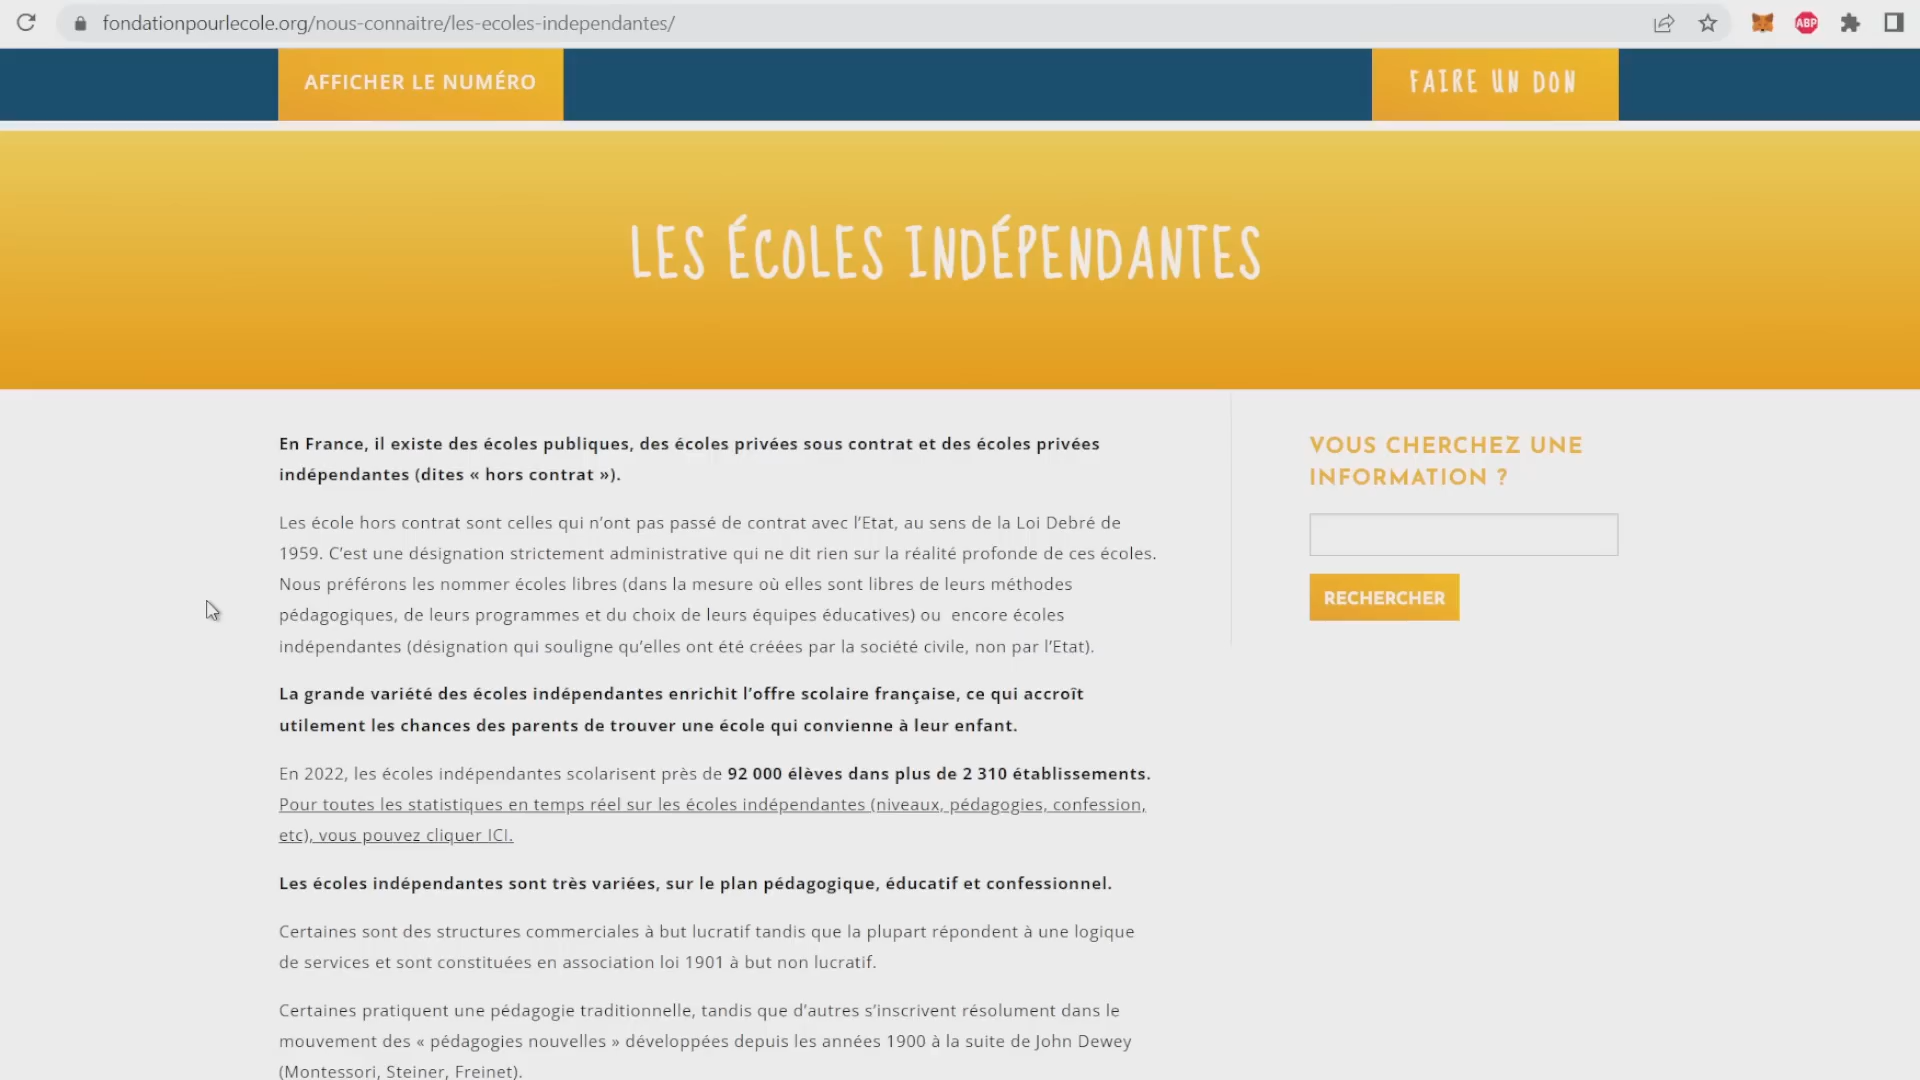 fondationpourlecole.org/nous-connaitre/les-ecoles-independantes/
ABP
AFFICHER LE NUMÉRO
FAIRE UN DON
LES ÉCOLES INDÉPENDANTES
En France, il existe des écoles publiques, des écoles privées sous contrat et des écoles privées
indépendantes (dites « hors contrat »).
Les école hors contrat sont celles qui n’ont pas passé de contrat avec l’Etat, au sens de la Loi Debré de
1959. C’est une désignation strictement administrative qui ne dit rien sur la réalité profonde de ces écoles.
Nous préférons les nommer écoles libres (dans la mesure où elles sont libres de leurs méthodes
pédagogiques, de leurs programmes et du choix de leurs équipes éducatives) ou encore écoles
indépendantes (désignation qui souligne qu’elles ont été créées par la société civile, non par l’Etat).
La grande variété des écoles indépendantes enrichit l’offre scolaire française, ce qui accroît
utilement les chances des parents de trouver une école qui convienne à leur enfant.
En 2022, les écoles indépendantes scolarisent près de 92 000 élèves dans plus de 2 310 établissements.
Pour toutes les statistiques en temps réel sur les écoles indépendantes (niveaux, pédagogies, confession,
etc), vous pouvez cliquer ICI.
Les écoles indépendantes sont très variées, sur le plan pédagogique, éducatif et confessionnel.
Certaines sont des structures commerciales à but lucratif tandis que la plupart répondent à une logique
de services et sont constituées en association loi 1901 à but non lucratif.
Certaines pratiquent une pédagogie traditionnelle, tandis que d’autres s’inscrivent résolument dans le
mouvement des « pédagogies nouvelles » développées depuis les années 1900 à la suite de John Dewey
(Montessori, Steiner, Freinet).
VOUS CHERCHEZ UNE
INFORMATION ?
RECHERCHER